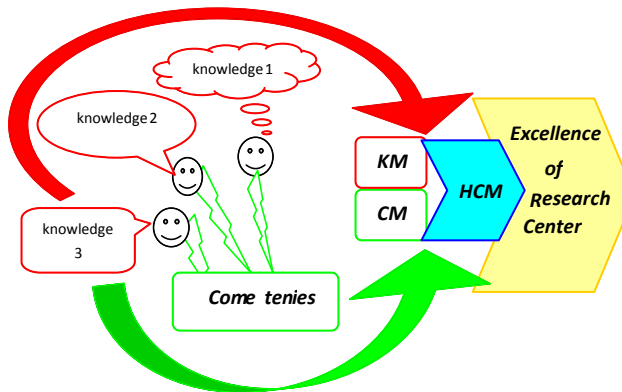 knowledge 1
knowledge 2
knowledge
3
Come tenies
KM
CM
HCM
Excellence
of
Research
Center